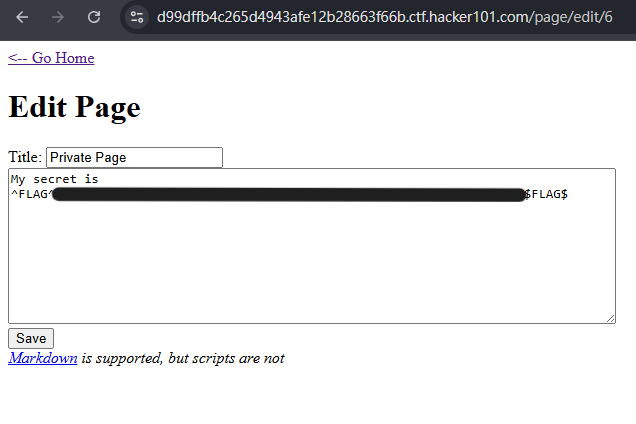 d99dffb4c265d4943afe12b28663f66b.ctf.hacker101.com/page/edit/6
<-- Go Home
Edit Page
Title: Private Page
My secret is
^FLAG^ $FLAG$
Save
Markdown is supported, but scripts are not